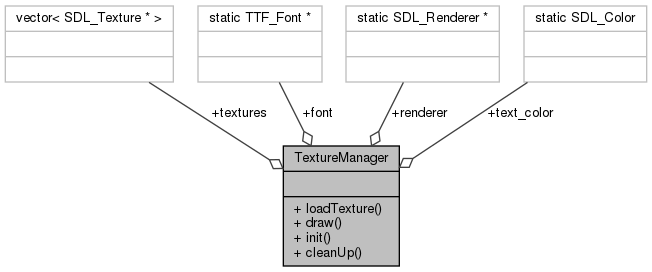 vector< SDL_Texture * >
static TTF_Font *
static SDL_Renderer *
static SDL_Color
+textures
+font
+renderer
+text_color
TextureManager
+ loadTexture()
+ draw()
+ init()
+ cleanUp()